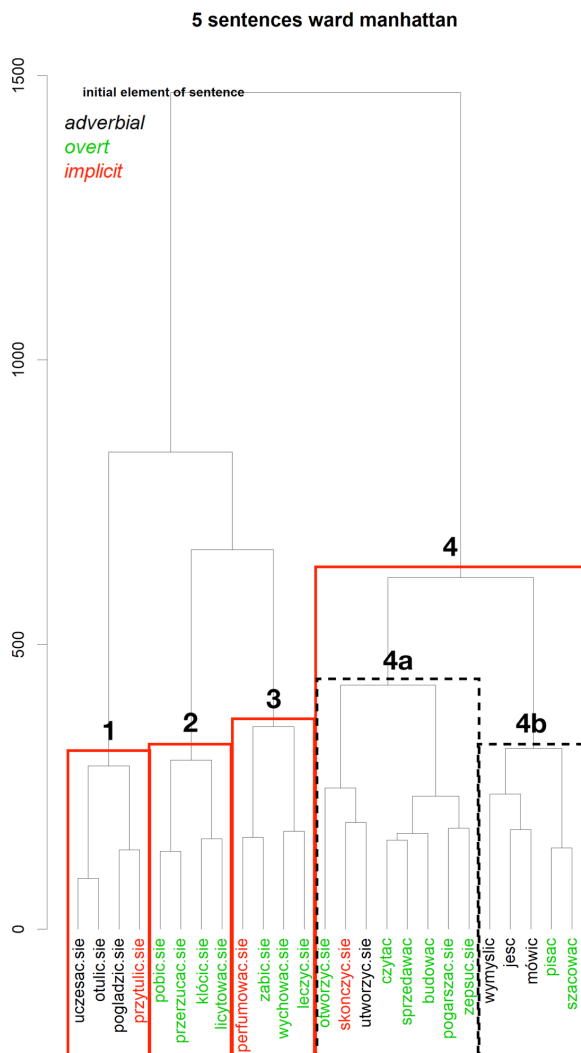 5 sentences ward manhattan
1500
initial element of sentence
adverbial
overt
implicit
1000
4
500
4a
3
1
2
4b
0
uczesac.sie
otulic.sie
pogladzic.sie
przytulic.sie
pobic.sie
przerzucac.sie
klócic.sie
licytowac.sie
perfumowac.sie
zabic.sie
wychowac.sie
leczyc.sie
otworzyc.sie
skonczyc.sie
utworzyc.sie
czytac
sprzedawac
budowac
pogarszac.sie
zepsuc.sie
wymyslic
jesc
mówic
pisac
szacowac